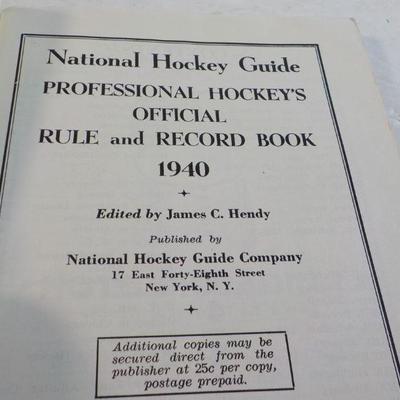 National Hockey Guide
PROFESSIONAL HOCKEY'S
OFFICIAL
RULE and RECORD BOOK
1940
Edited by James C. Hendy
Published by
National Hockey Guide Company
17 East Forty-Eighth Street
New York, N. Y.
Additional copies may be
secured direct from the
publisher at 25c per copy,
postage prepaid.